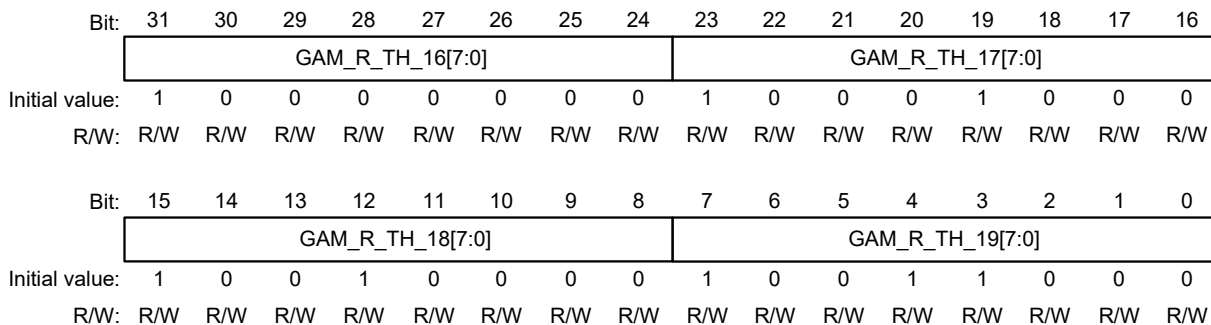 Bit: 31 30 29 28 27 26 25 24 23 22 21 20 19 18 17 16
GAM_R_TH_16[7:0] GAM_R_TH_17[7:0]
Initial value: 1 0 0 0 0 0 0 0 1 0 0 0 1 0 0 0
R/W: R/W R/W R/W R/W R/W R/W R/W R/W R/W R/W R/W R/W R/W R/W R/W R/W
Bit: 15 14 13 12 11 10 9 8 7 6 5 4 3 2 1 0
GAM_R_TH_18[7:0] GAM_R_TH_19[7:0]
Initial value: 1 0 0 1 0 0 0 0 1 0 0 1 1 0 0 0
R/W: R/W R/W R/W R/W R/W R/W R/W R/W R/W R/W R/W R/W R/W R/W R/W R/W